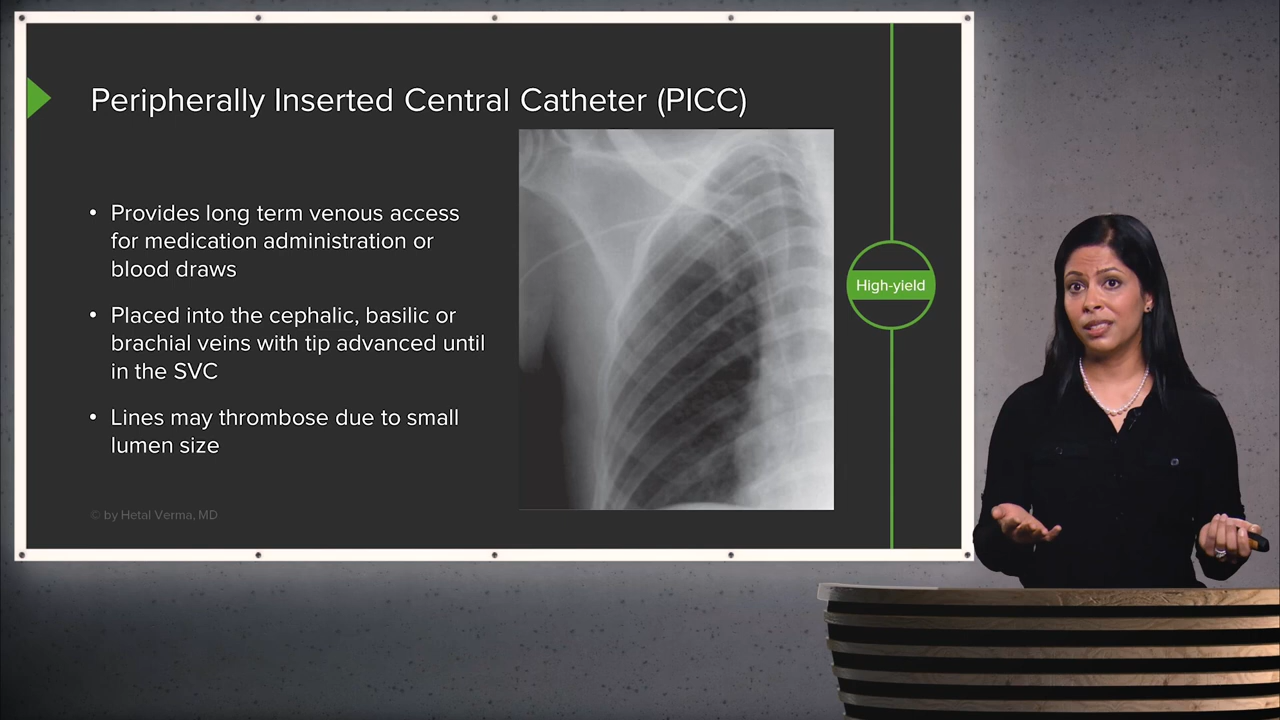 Peripherally Inserted Central Catheter (PICC)
• Provides long term venous access
for medication administration or
blood draws
• Placed into the cephalic, basilic or
brachial veins with tip advanced until
in the SVC
• Lines may thrombose due to small
lumen size
High-yield
© by Hetal Verma, MD